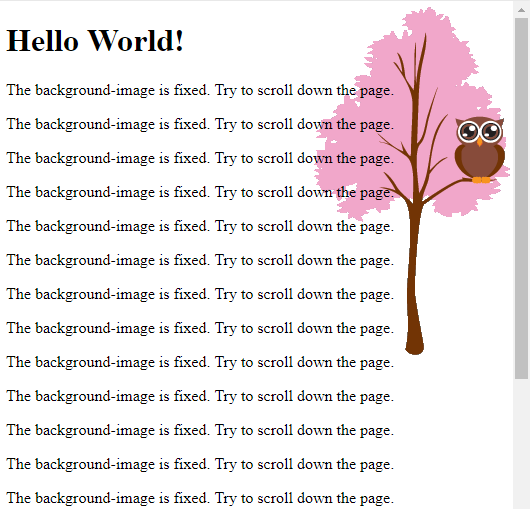 Hello World!
The background-image is fixed. Try to scroll down the page.
The background-image is fixed. Try to scroll down the page.
The background-image is fixed. Try to scroll down the page.
The background-image is fixed. Try to scroll down the page.
The background-image is fixed. Try to scroll down the page.
The background-image is fixed. Try to scroll down the page.
The background-image is fixed. Try to scroll down the page.
The background-image is fixed. Try to scroll down the page.
The background-image is fixed. Try to scroll down the page.
The background-image is fixed. Try to scroll down the page.
The background-image is fixed. Try to scroll down the page.
The background-image is fixed. Try to scroll down the page.
The background-image is fixed. Try to scroll down the page.